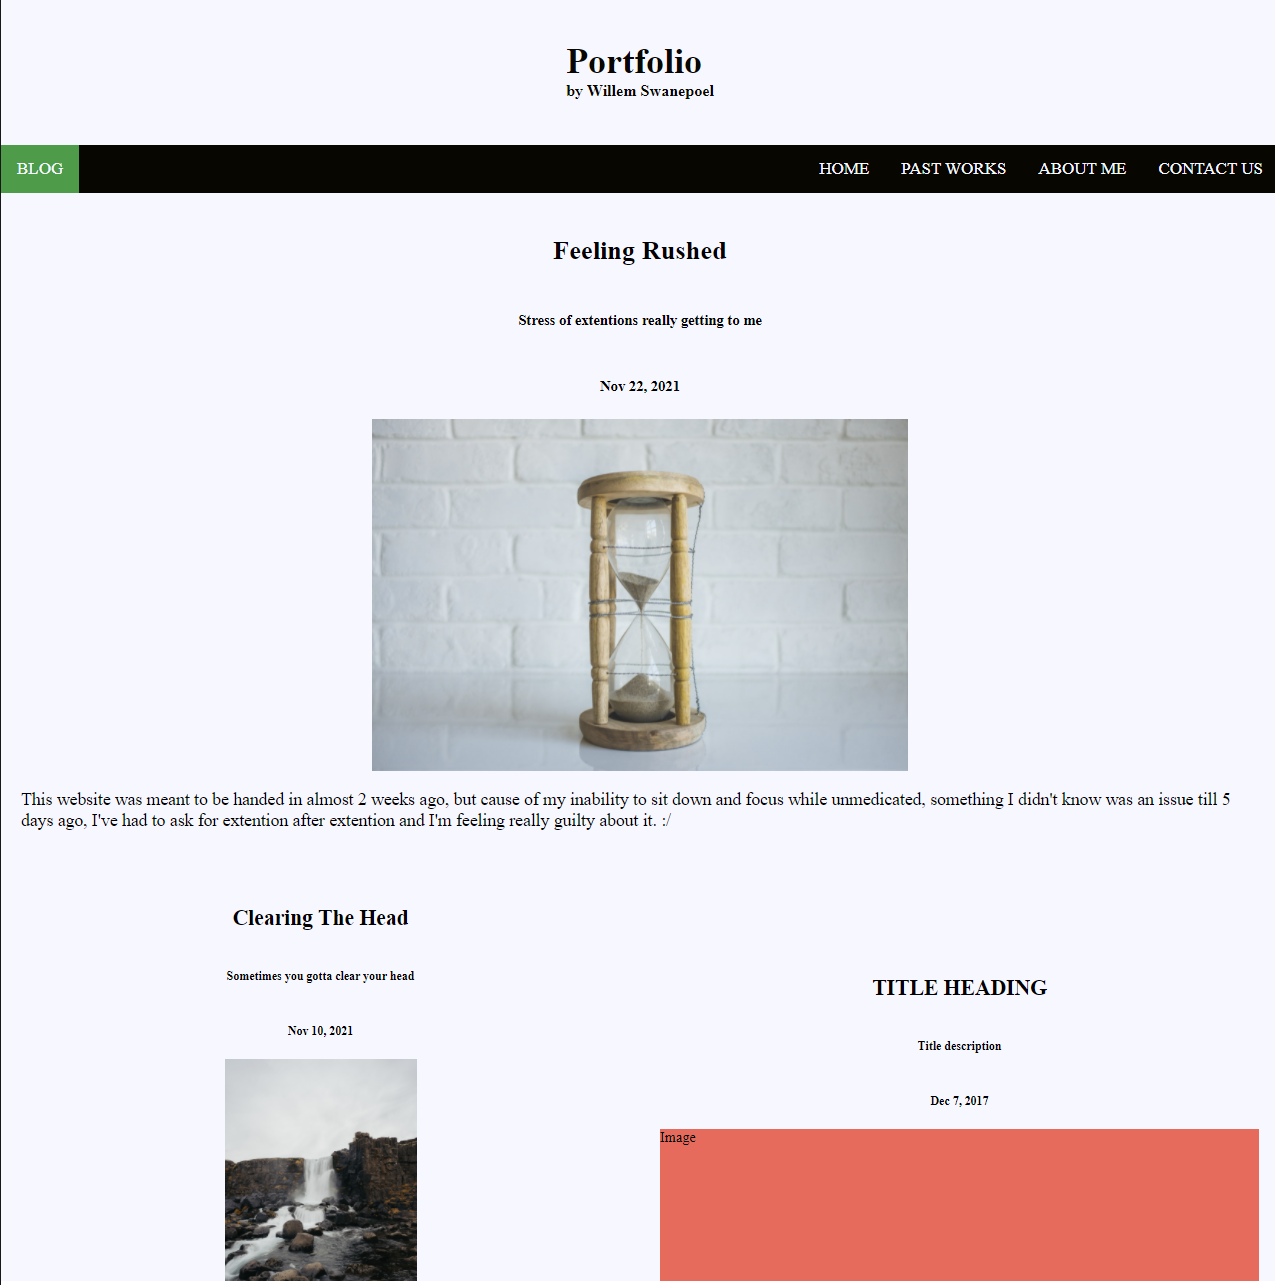 Portfolio
by Willem Swanepoel
BLOG
HOME
PAST WORKS
ABOUT ME
CONTACT US
Feeling Rushed
Stress of extentions really getting to me
Nov 22, 2021
This website was meant to be handed in almost 2 weeks ago, but cause of my inability to sit down and focus while unmedicated, something I didn't know was an issue till 5
days ago, I've had to ask for extention after extention and I'm feeling really guilty about it. :/
Clearing The Head
Sometimes you gotta clear your head
Nov 10, 2021
TITLE HEADING
Title description
Dec 7, 2017
Image